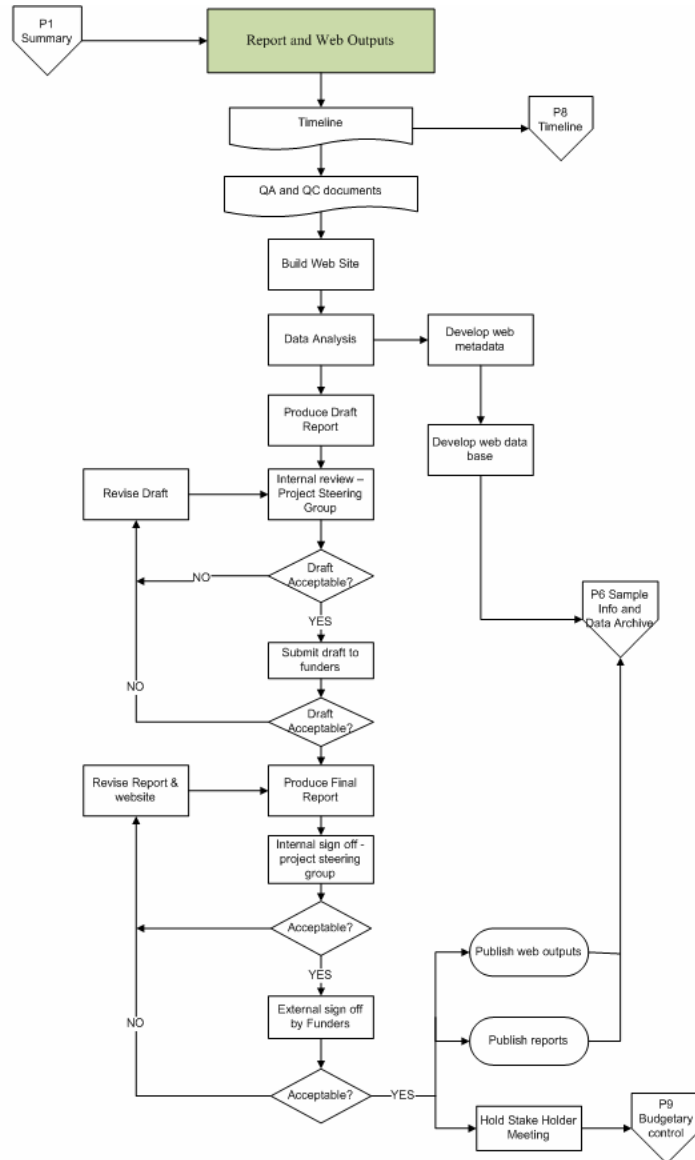 P1
Summary
Report and Web Outputs
Timeline
P8
Timeline
QA and QC documents
Build Web Site
Data Analysis
Develop web
metadata
Produce Draft
Report
Develop web data
base
Revise Draft
Internal review –
Project Steering
Group
NO
Draft
Acceptable?
YES
P6 Sample
Info and
Data Archive
Submit draft to
funders
NO
Draft
Acceptable?
Revise Report &
website
Produce Final
Report
Internal sign off -
project steering
group
Acceptable?
YES
Publish web outputs
External sign off
by Funders
NO
Publish reports
Acceptable?
YES
Hold Stake Holder
Meeting
P9
Budgetary
control